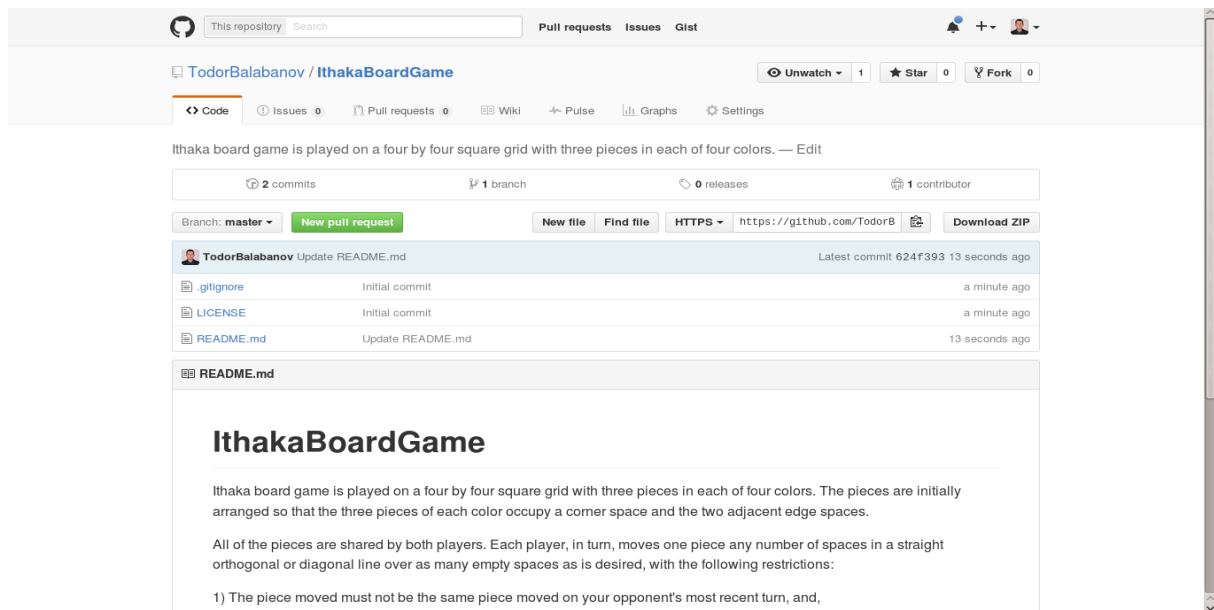 This repository Search Pull requests Issues Gist
TodorBalabanov / IthakaBoardGame Unwatch 1 Star 0 Fork 0
Code Issues 0 Pull requests 0 Wiki Pulse Graphs Settings
Ithaka board game is played on a four by four square grid with three pieces in each of four colors. — Edit
2 commits 1 branch 0 releases 1 contributor
Branch: master New pull request New file Find file HTTPS https://github.com/TodorB Download ZIP
TodorBalabanov Update README.md Latest commit 624f393 13 seconds ago
.gitignore Initial commit a minute ago
LICENSE Initial commit a minute ago
README.md Update README.md 13 seconds ago
README.md
IthakaBoardGame
Ithaka board game is played on a four by four square grid with three pieces in each of four colors. The pieces are initially
arranged so that the three pieces of each color occupy a corner space and the two adjacent edge spaces.
All of the pieces are shared by both players. Each player, in turn, moves one piece any number of spaces in a straight
orthogonal or diagonal line over as many empty spaces as is desired, with the following restrictions:
1) The piece moved must not be the same piece moved on your opponent's most recent turn, and,